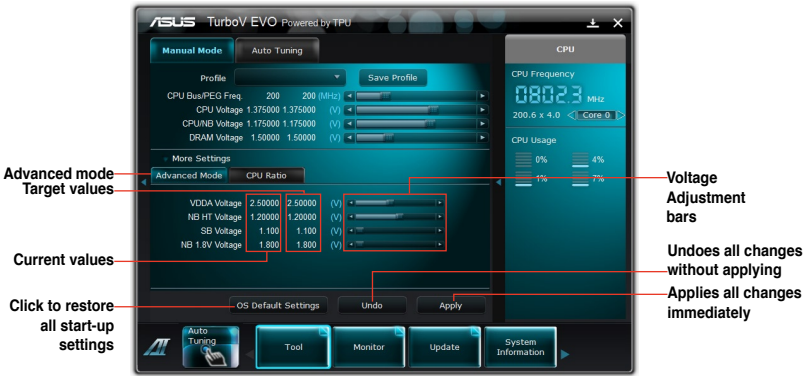 ASUS TurboV EVO Powered by TPU
Manual Mode Auto Tuning
Profile Save Profile
CPU Bus/PEG Freq. 200 200 (MHz)
CPU Voltage 1.375000 1.375000 (V)
CPU/NB Voltage 1.175000 1.175000 (V)
DRAM Voltage 1.50000 1.50000 (V)
More Settings
Advanced Mode CPU Ratio
VDDA Voltage 2.50000 2.50000 (V)
NB HT Voltage 1.20000 1.20000 (V)
SB Voltage 1.100 1.100 (V)
NB 1.8V Voltage 1.800 1.800 (V)
OS Default Settings Undo Apply
Auto
Tuning
Tool
Monitor
Update
System
Information
CPU
CPU Frequency
0802.3 MHz
200.6 x 4.0 Core 0
CPU Usage
0% 4%
1% 7%
Advanced mode
Target values
Current values
Click to restore
all start-up
settings
Voltage
Adjustment
bars
Undoes all changes
without applying
Applies all changes
immediately